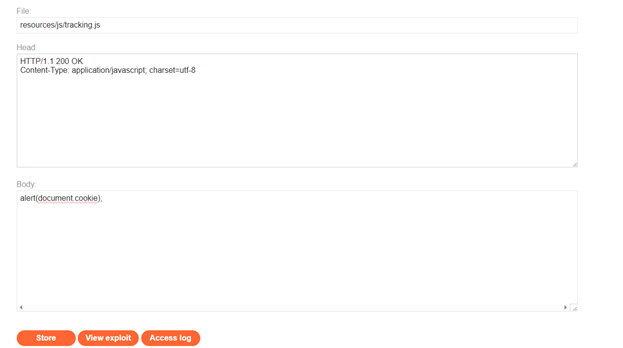 File:
resources/js/tracking.js
Head:
HTTP/1.1 200 OK
Content-Type: application/javascript; charset=utf-8
Body:
alert(document.cookie);
Store View exploit Access log